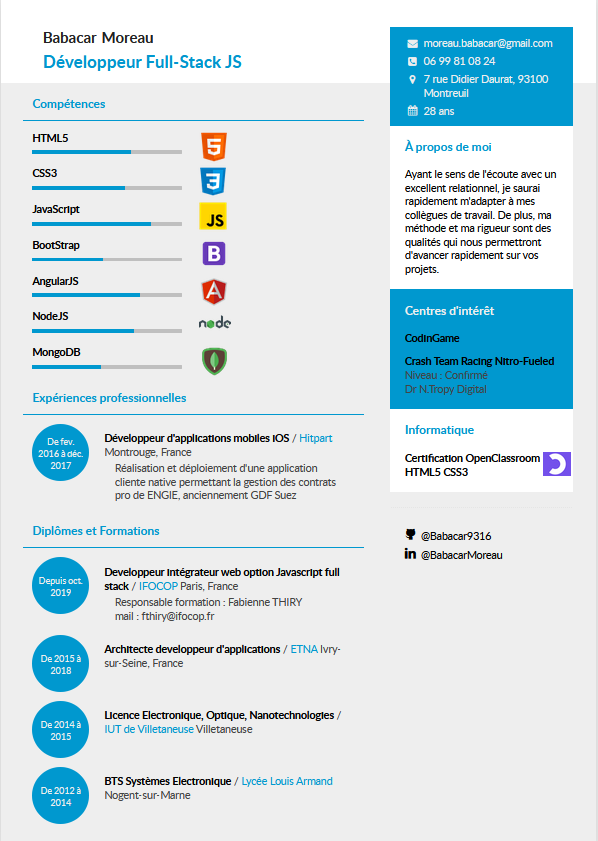 Babacar Moreau
Développeur Full-Stack JS
moreau.babacar@gmail.com
06 99 81 08 24
7 rue Didier Daurat, 93100
Montreuil
28 ans
Compétences
HTML5
5
CSS3
3
JavaScript
JS
BootStrap
B
AngularJS
A
NodeJS
node
MongoDB
À propos de moi
Ayant le sens de l'écoute avec un
excellent relationnel, je saurai
rapidement m'adapter à mes
collègues de travail. De plus, ma
méthode et ma rigueur sont des
qualités qui nous permettront
d'avancer rapidement sur vos
projets.
Centres d'intérêt
CodinGame
Crash Team Racing Nitro-Fueled
Niveau : Confirmé
Dr N.Tropy Digital
Informatique
Certification OpenClassroom
HTML5 CSS3
@Babacar9316
in @BabacarMoreau
Expériences professionnelles
De fev.
2016 à déc.
2017
Développeur d'applications mobiles iOS / Hitpart
Montrouge, France
Réalisation et déploiement d'une application
cliente native permettant la gestion des contrats
pro de ENGIE, anciennement GDF Suez
Diplômes et Formations
Depuis oct.
2019
Developpeur intégrateur web option Javascript full
stack / IFOCOP Paris, France
Responsable formation : Fabienne THIRY
mail : fthiry@ifocop.fr
De 2015 à
2018
Architecte developpeur d'applications / ETNA Ivry-
sur-Seine, France
De 2014 à
2015
Licence Electronique, Optique, Nanotechnologies /
IUT de Villetaneuse Villetaneuse
De 2012 à
2014
BTS Systèmes Electronique / Lycée Louis Armand
Nogent-sur-Marne